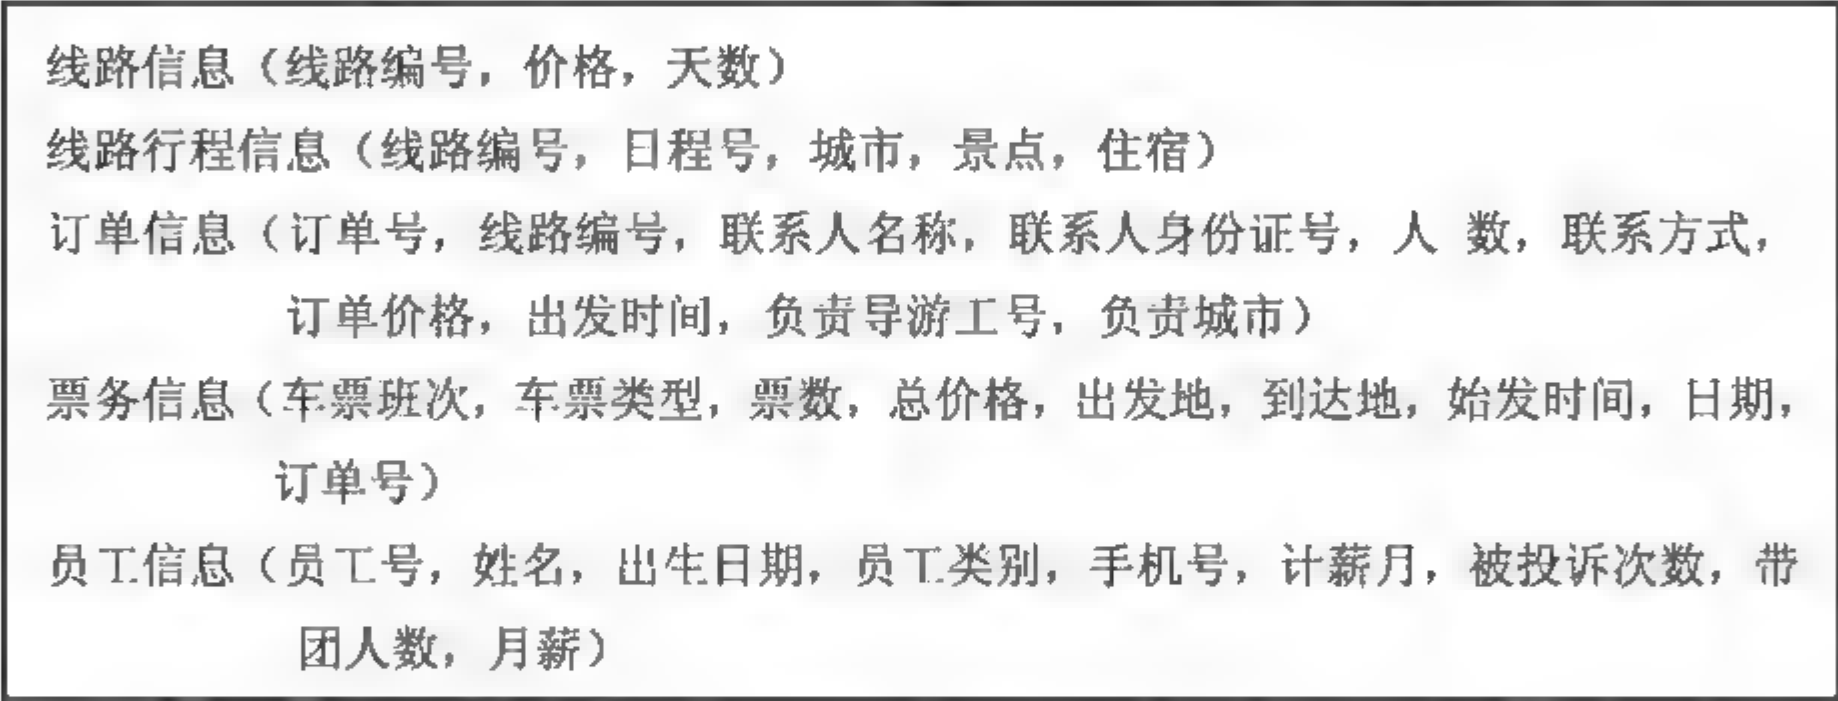 线路信息（线路编号，价格，天数）
线路行程信息（线路编号，日程号，城市，景点，住宿）
订单信息（订单号，线路编号，联系人名称，联系人身份证号，人 数，联系方式，
订单价格，出发时间，负责导游工号，负责城市）
票务信息（车票班次，车票类型，票数，总价格，出发地，到达地，始发时间，日期，
订单号）
员工信息（员工号，姓名，出生日期，员工类别，手机号，计薪月，被投诉次数，带
团人数，月薪）